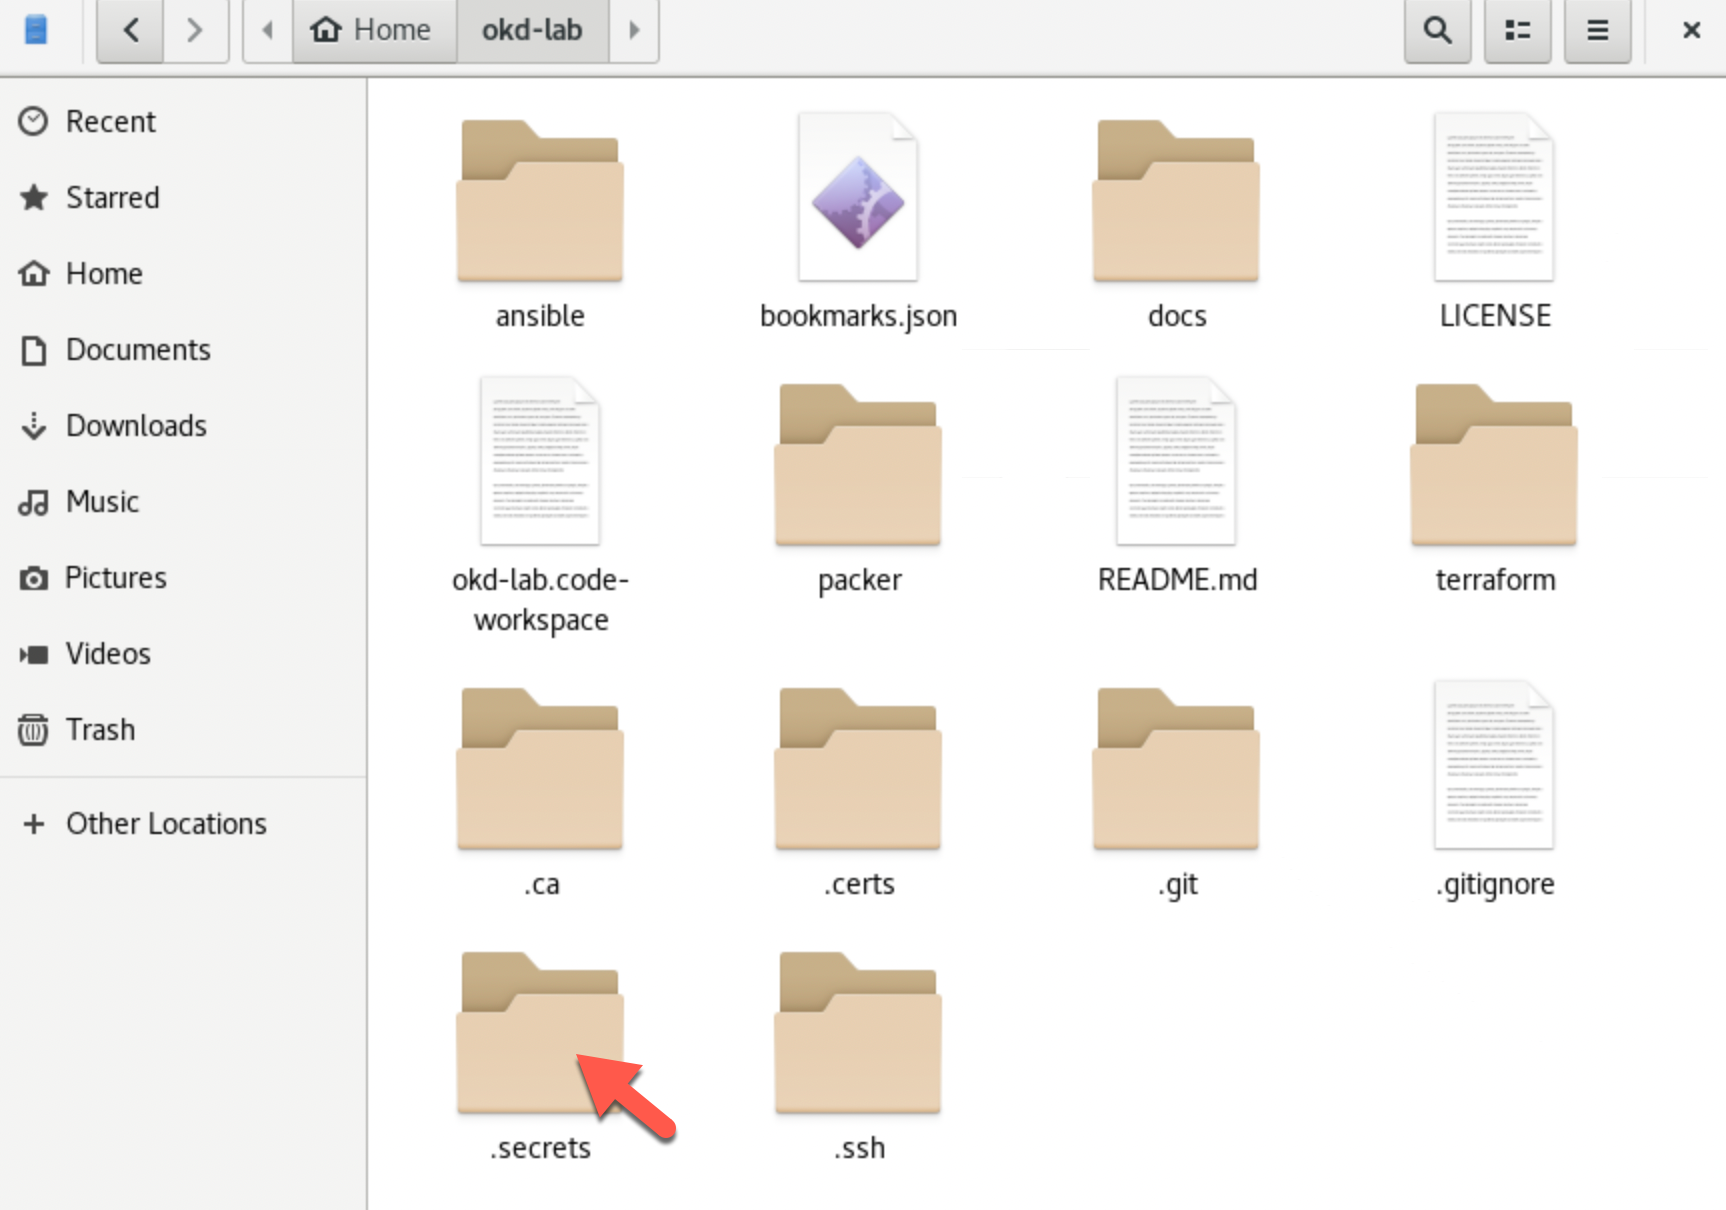 Home
okd-lab
Recent
Starred
Home
Documents
Downloads
Music
Pictures
Videos
Trash
Other Locations
ansible
bookmarks.json
docs
LICENSE
okd-lab.code-
workspace
packer
README.md
terraform
.ca
.certs
.git
.gitignore
.secrets
.ssh